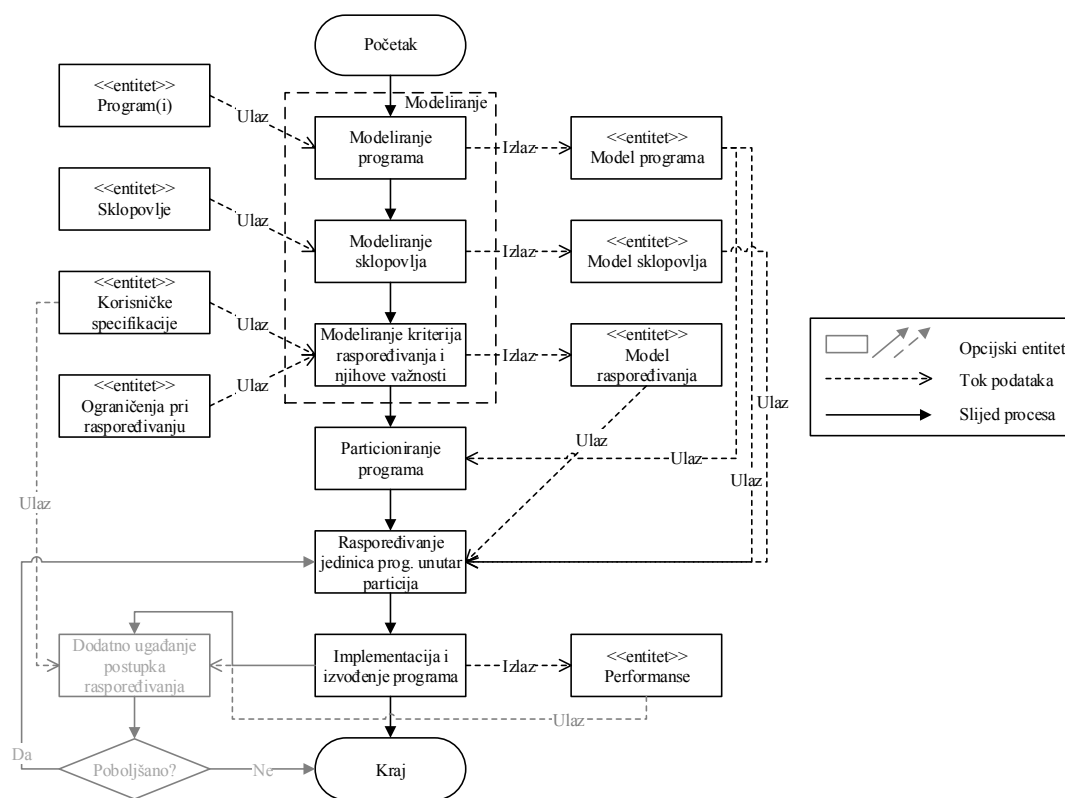 Početak
<<entitet>>
Program(i)
Ulaz
Modeliranje
Modeliranje
programa
Izlaz
<<entitet>>
Model programa
<<entitet>>
Sklopovlje
Ulaz
Modeliranje
sklopovlja
Izlaz
<<entitet>>
Model sklopovlja
<<entitet>>
Korisničke
specifikacije
Ulaz
Modeliranje kriterija
raspoređivanja i
njihove važnosti
Izlaz
<<entitet>>
Model
raspoređivanja
<<entitet>>
Ograničenja pri
raspoređivanju
Ulaz
Opcijski entitet
Tok podataka
Slijed procesa
Ulaz
Ulaz
Particioniranje
programa
Ulaz
Ulaz
Ulaz
Raspoređivanje
jedinica prog. unutar
particija
Dodatno ugađanje
postupka
raspoređivanja
Implementacija i
izvođenje programa
Izlaz
<<entitet>>
Performanse
Ulaz
Da
Poboljšano?
Ne
Kraj